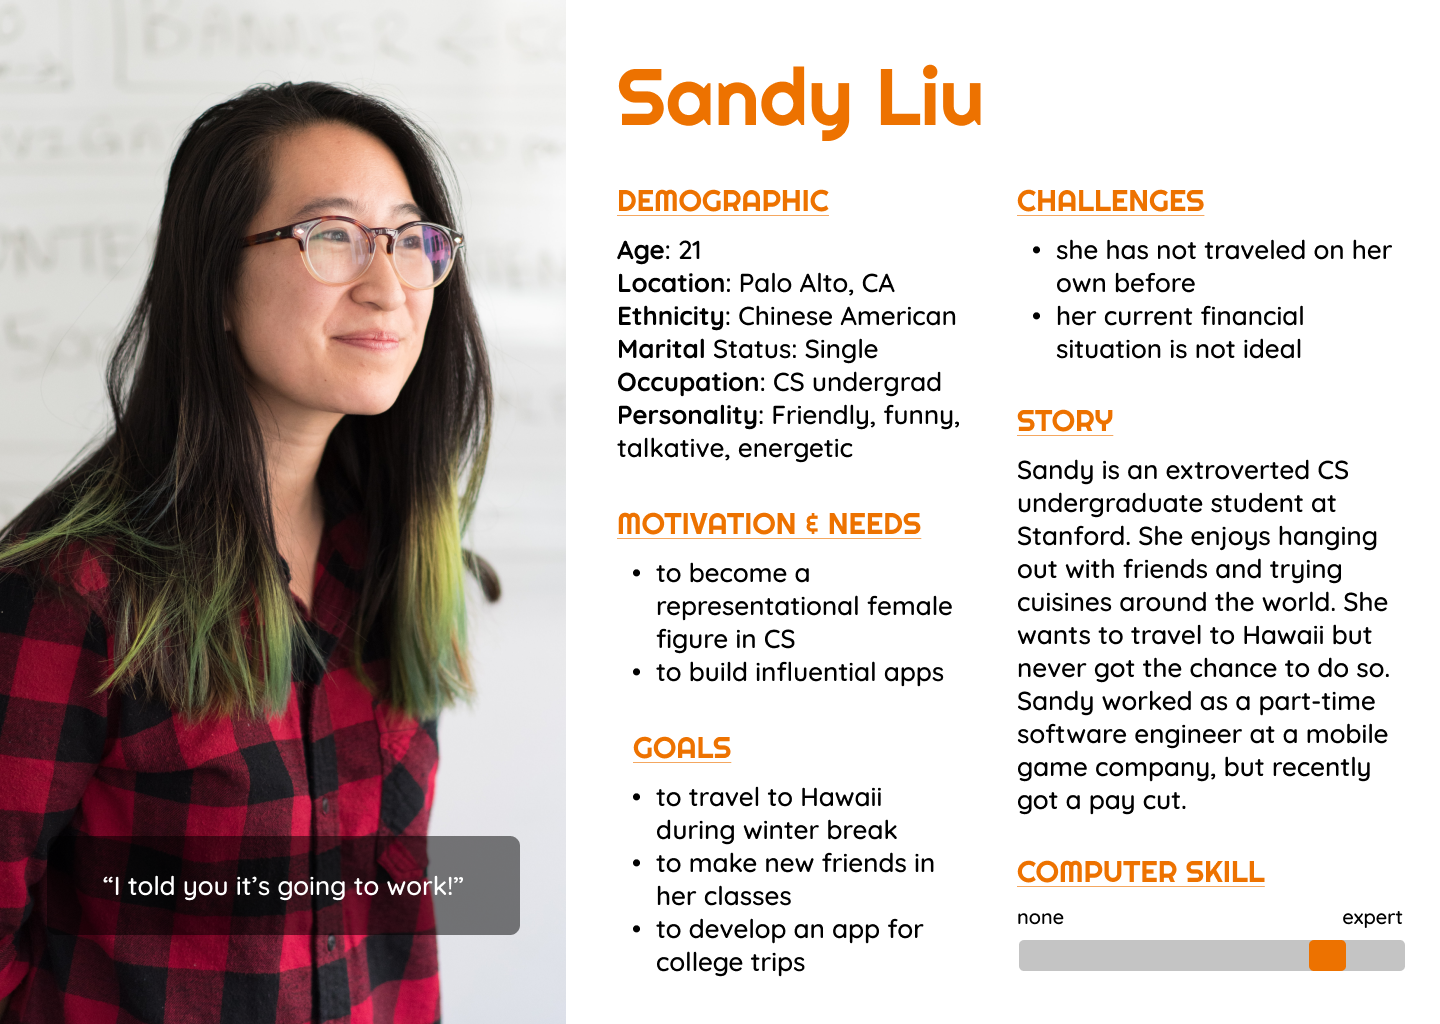 Sandy Liu
DEMOGRAPHIC
Age: 21
Location: Palo Alto, CA
Ethnicity: Chinese American
Marital Status: Single
Occupation: CS undergrad
Personality: Friendly, funny,
talkative, energetic
MOTIVATION & NEEDS
• to become a
representational female
figure in CS
• to build influential apps
GOALS
• to travel to Hawaii
during winter break
• to make new friends in
her classes
• to develop an app for
college trips
CHALLENGES
• she has not traveled on her
own before
• her current financial
situation is not ideal
STORY
Sandy is an extroverted CS
undergraduate student at
Stanford. She enjoys hanging
out with friends and trying
cuisines around the world. She
wants to travel to Hawaii but
never got the chance to do so.
Sandy worked as a part-time
software engineer at a mobile
game company, but recently
got a pay cut.
COMPUTER SKILL
none expert
“I told you it’s going to work!”
BANNER